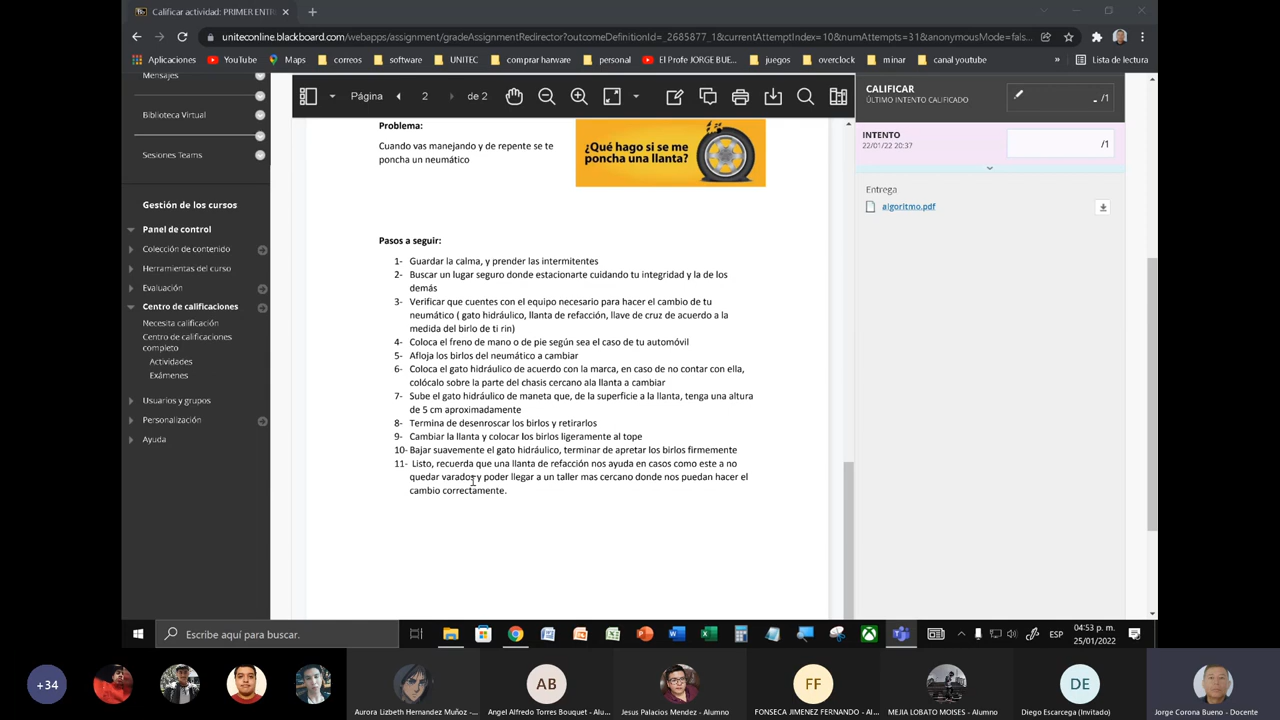 Calificar actividad: PRIMER ENT
uniteconline.blackboard.com/webapps/assignment/gradeAssignmentRedirector?outcomeDefinitionId=_2685877_1&currentAttemptIndex=10&numAttempts=31&anonymousMode=fals...
Aplicaciones
YouTube
Maps
correos
software
UNITEC
comprar harware
personal
El Profe JORGE BUE...
juegos
overclock
minar
canal youtube
»
Lista de lectura
Mensajes
Biblioteca Virtual
Sesiones Teams
Gestión de los cursos
Panel de control
Colección de contenido
Herramientas del curso
Evaluación
Centro de calificaciones
Necesita calificación
Centro de calificaciones
completo
Actividades
Exámenes
Usuarios y grupos
Personalización
Ayuda
Página
2
de 2
Problema:
Cuando vas manejando y de repente se te
poncha un neumático
¿Qué hago si se me
poncha una llanta?
Pasos a seguir:
1- Guardar la calma, y prender las intermitentes
2- Buscar un lugar seguro donde estacionarte cuidando tu integridad y la de los
demás
3- Verificar que cuentes con el equipo necesario para hacer el cambio de tu
neumático ( gato hidráulico, llanta de refacción, llave de cruz de acuerdo a la
medida del birlo de ti rin)
4- Coloca el freno de mano o de pie según sea el caso de tu automóvil
5- Afloja los birlos del neumático a cambiar
6- Coloca el gato hidráulico de acuerdo con la marca, en caso de no contar con ella,
colócalo sobre la parte del chasis cercano ala llanta a cambiar
7- Sube el gato hidráulico de maneta que, de la superficie a la llanta, tenga una altura
de 5 cm aproximadamente
8- Termina de desenroscar los birlos y retirarlos
9- Cambiar la llanta y colocar los birlos ligeramente al tope
10- Bajar suavemente el gato hidráulico, terminar de apretar los birlos firmemente
11- Listo, recuerda que una llanta de refacción nos ayuda en casos como este a no
quedar varados y poder llegar a un taller mas cercano donde nos puedan hacer el
cambio correctamente.
CALIFICAR
ÚLTIMO INTENTO CALIFICADO
- /1
INTENTO
22/01/22 20:37
/1
Entrega
algoritmo.pdf
Escribe aquí para buscar.
ESP
04:53 p. m.
25/01/2022
+34
Aurora Lizbeth Hernandez Muñoz -...
AB
Angel Alfredo Torres Bouquet - Alu...
Jesus Palacios Mendez - Alumno
FF
FONSECA JIMENEZ FERNANDO - Al...
MEJIA LOBATO MOISES - Alumno
DE
Diego Escarcega (Invitado)
Jorge Corona Bueno - Docente